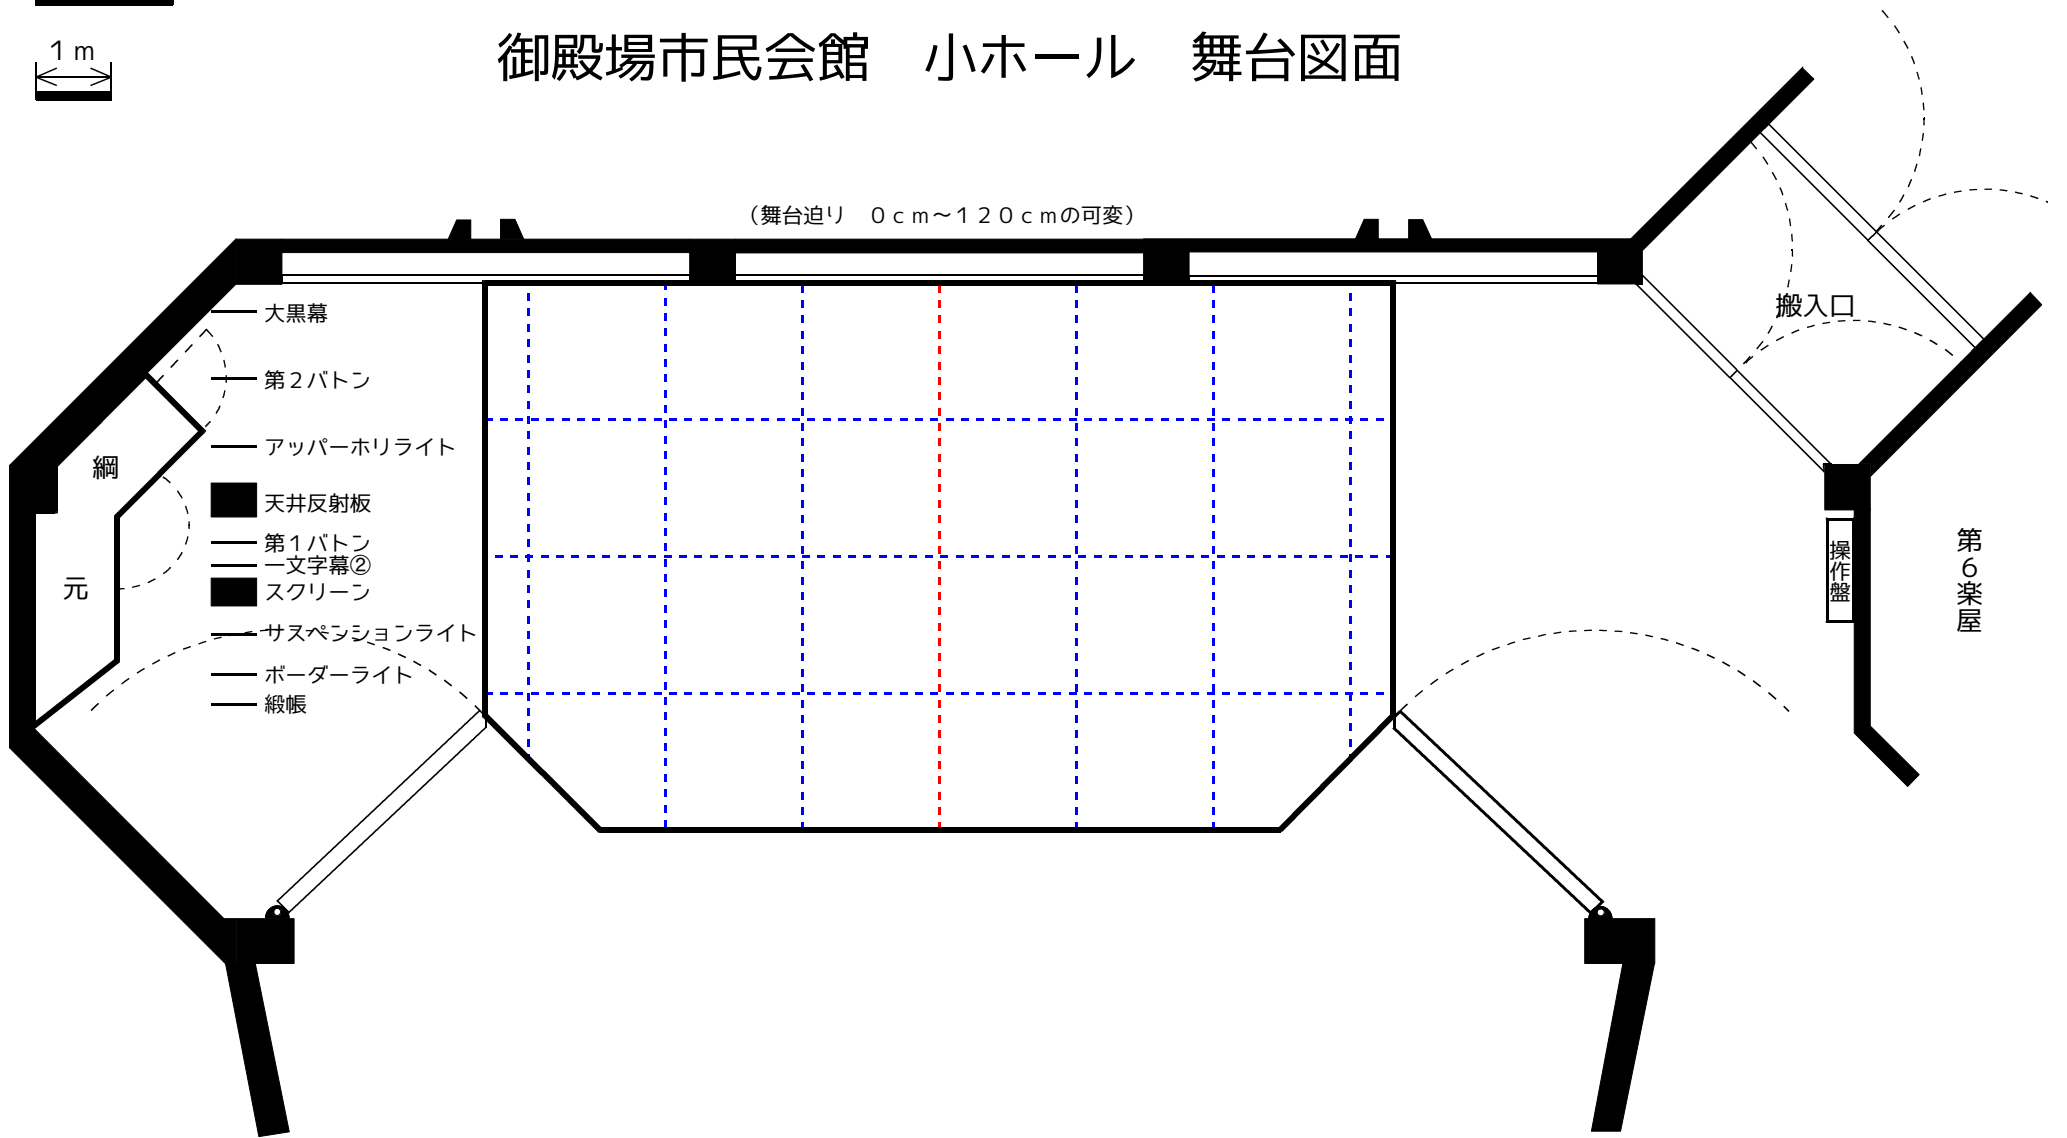 １ｍ
御殿場市民会館　小ホール　舞台図面
（舞台迫り　０ｃｍ～１２０ｃｍの可変）
搬入口
大黒幕
第２バトン
アッパーホリライト
綱
元
天井反射板
第１バトン
一文字幕②
スクリーン
サスペンションライト
ボーダーライト
緞帳
操作盤
第６楽屋